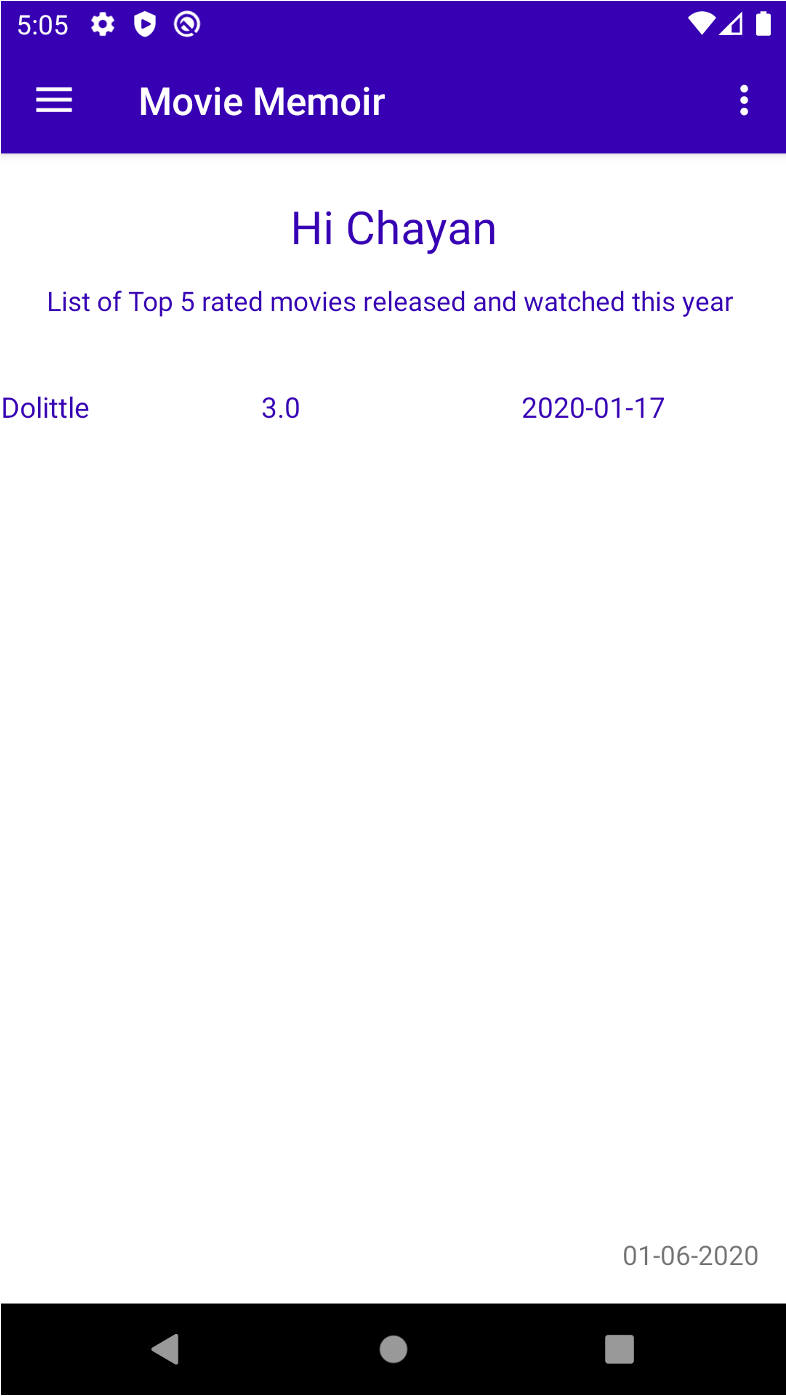 5:05
Movie Memoir
Hi Chayan
List of Top 5 rated movies released and watched this year
Dolittle 3.0 2020-01-17
01-06-2020